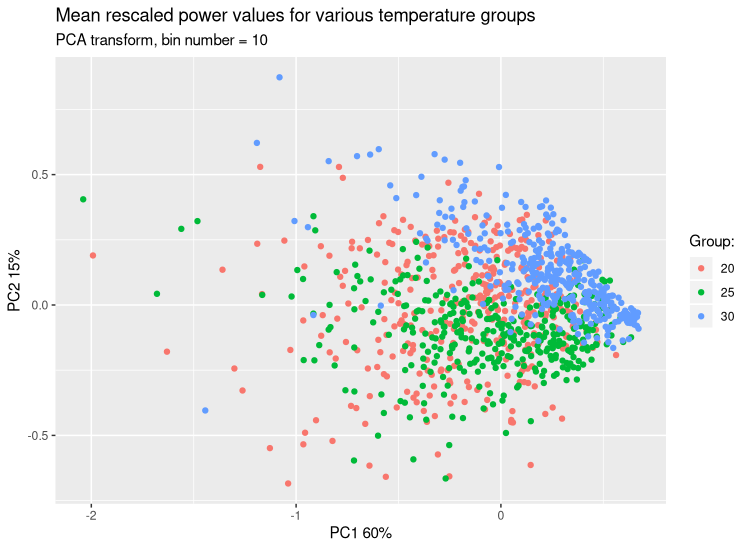 Mean rescaled power values for various temperature groups
PCA transform, bin number = 10
PC2 15%
0.5
0.0
-0.5
-2
-1
0
PC1 60%
Group:
20
25
30